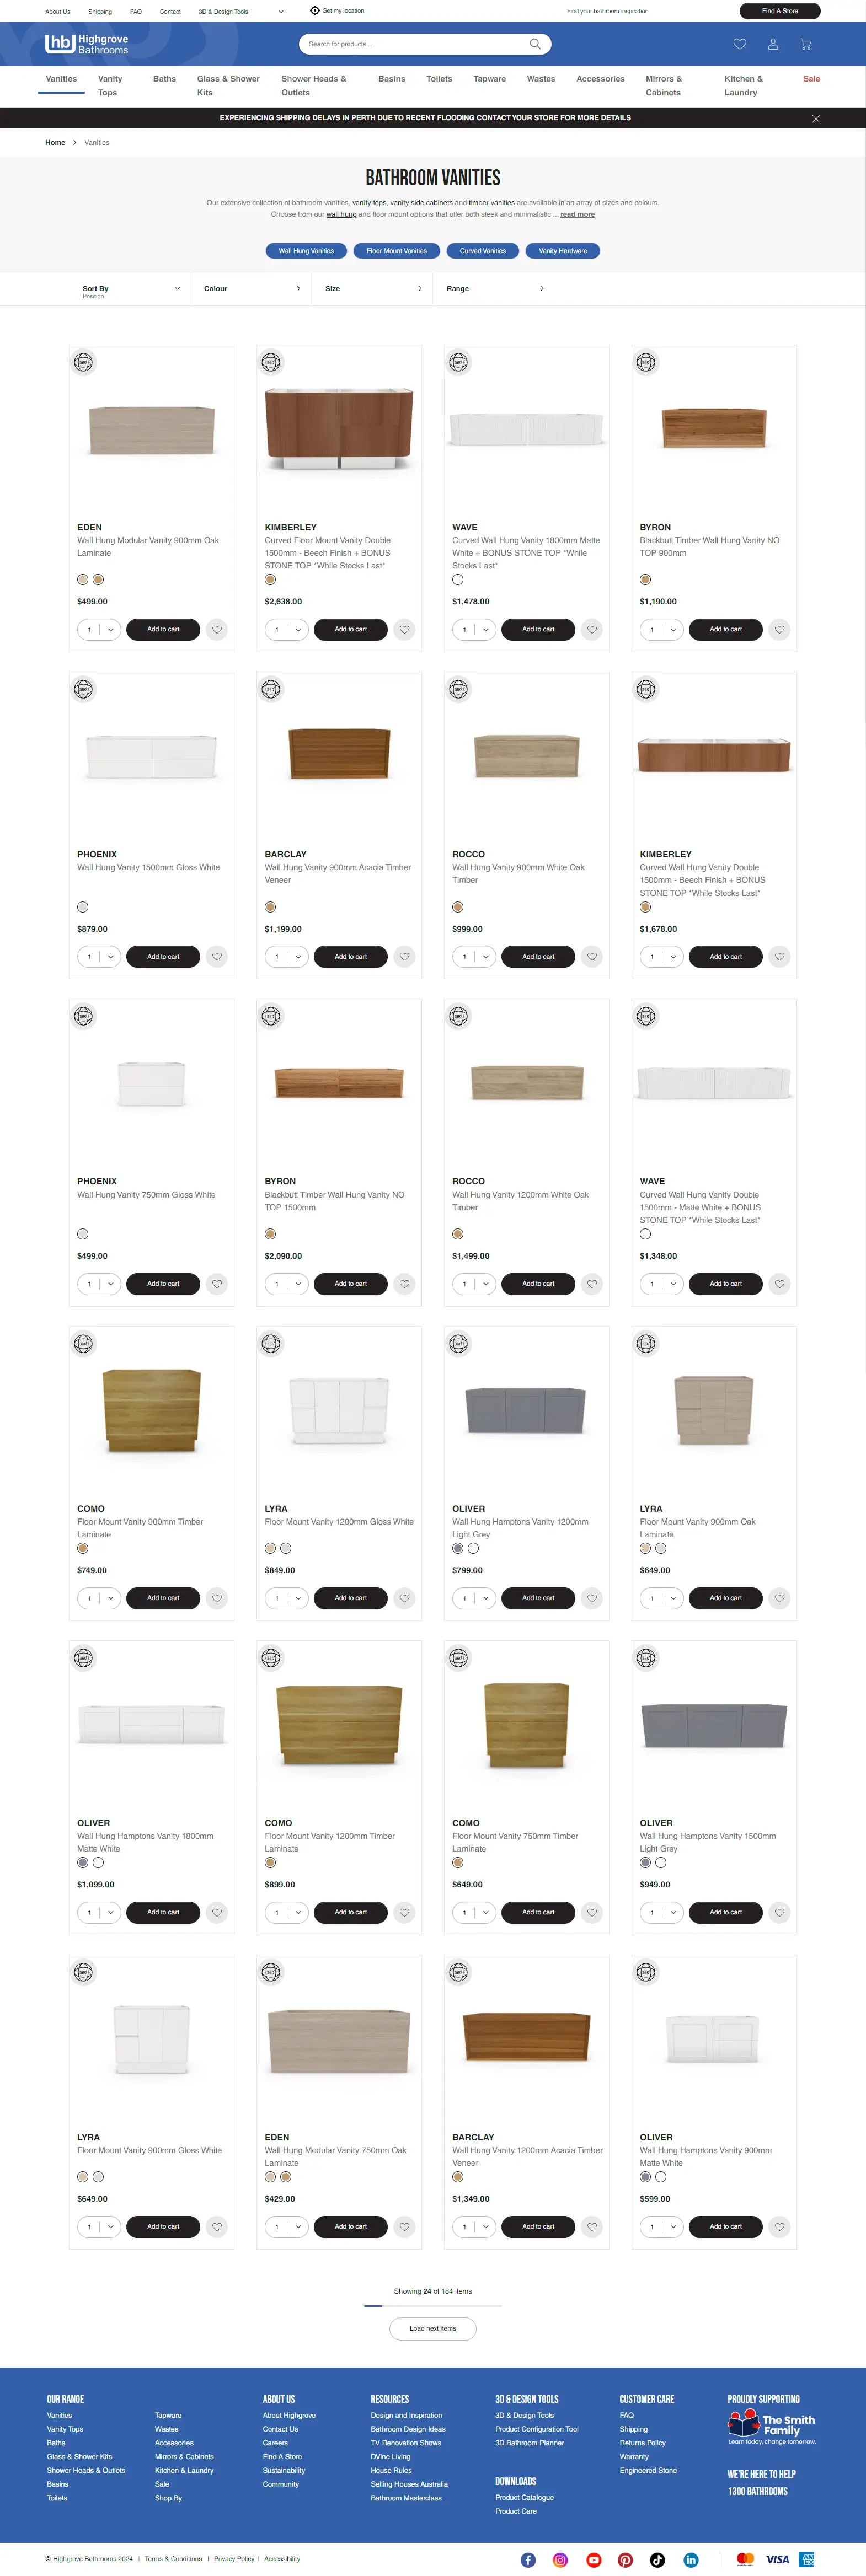 About Us Shipping FAQ Contact 3D & Design Tools Set my location Find your bathroom inspiration Find A Store
hb Highgrove
Bathrooms
Search for products...
Vanities Vanity Tops Baths Glass & Shower Kits Shower Heads & Outlets Basins Toilets Tapware Wastes Accessories Mirrors & Cabinets Kitchen & Laundry Sale
EXPERIENCING SHIPPING DELAYS IN PERTH DUE TO RECENT FLOODING CONTACT YOUR STORE FOR MORE DETAILS
Home Vanities
BATHROOM VANITIES
Our extensive collection of bathroom vanities, vanity tops, vanity side cabinets and timber vanities are available in an array of sizes and colours.
Choose from our wall hung and floor mount options that offer both sleek and minimalistic ... read more
Wall Hung Vanities Floor Mount Vanities Curved Vanities Vanity Hardware
Sort By Colour Size Range
Position
EDEN
Wall Hung Modular Vanity 900mm Oak
Laminate
$499.00
1 Add to cart
KIMBERLEY
Curved Floor Mount Vanity Double
1500mm - Beech Finish + BONUS
STONE TOP *While Stocks Last*
$2,638.00
1 Add to cart
WAVE
Curved Wall Hung Vanity 1800mm Matte
White + BONUS STONE TOP *While
Stocks Last*
$1,478.00
1 Add to cart
BYRON
Blackbutt Timber Wall Hung Vanity NO
TOP 900mm
$1,190.00
1 Add to cart
PHOENIX
Wall Hung Vanity 1500mm Gloss White
$879.00
1 Add to cart
BARCLAY
Wall Hung Vanity 900mm Acacia Timber
Veneer
$1,199.00
1 Add to cart
ROCCO
Wall Hung Vanity 900mm White Oak
Timber
$999.00
1 Add to cart
KIMBERLEY
Curved Wall Hung Vanity Double
1500mm - Beech Finish + BONUS
STONE TOP *While Stocks Last*
$1,678.00
1 Add to cart
PHOENIX
Wall Hung Vanity 750mm Gloss White
$499.00
1 Add to cart
BYRON
Blackbutt Timber Wall Hung Vanity NO
TOP 1500mm
$2,090.00
1 Add to cart
ROCCO
Wall Hung Vanity 1200mm White Oak
Timber
$1,499.00
1 Add to cart
WAVE
Curved Wall Hung Vanity Double
1500mm - Matte White + BONUS
STONE TOP *While Stocks Last*
$1,348.00
1 Add to cart
COMO
Floor Mount Vanity 900mm Timber
Laminate
$749.00
1 Add to cart
LYRA
Floor Mount Vanity 1200mm Gloss White
$849.00
1 Add to cart
OLIVER
Wall Hung Hamptons Vanity 1200mm
Light Grey
$799.00
1 Add to cart
LYRA
Floor Mount Vanity 900mm Oak
Laminate
$649.00
1 Add to cart
OLIVER
Wall Hung Hamptons Vanity 1800mm
Matte White
$1,099.00
1 Add to cart
COMO
Floor Mount Vanity 1200mm Timber
Laminate
$899.00
1 Add to cart
COMO
Floor Mount Vanity 750mm Timber
Laminate
$649.00
1 Add to cart
OLIVER
Wall Hung Hamptons Vanity 1500mm
Light Grey
$949.00
1 Add to cart
LYRA
Floor Mount Vanity 900mm Gloss White
$649.00
1 Add to cart
EDEN
Wall Hung Modular Vanity 750mm Oak
Laminate
$429.00
1 Add to cart
BARCLAY
Wall Hung Vanity 1200mm Acacia Timber
Veneer
$1,349.00
1 Add to cart
OLIVER
Wall Hung Hamptons Vanity 900mm
Matte White
$599.00
1 Add to cart
Showing 24 of 184 items
Load next items
OUR RANGE
Vanities
Vanity Tops
Baths
Glass & Shower Kits
Shower Heads & Outlets
Basins
Toilets
Tapware
Wastes
Accessories
Mirrors & Cabinets
Kitchen & Laundry
Sale
Shop By
ABOUT US
About Highgrove
Contact Us
Careers
Find A Store
Sustainability
Community
RESOURCES
Design and Inspiration
Bathroom Design Ideas
TV Renovation Shows
DVine Living
House Rules
Selling Houses Australia
Bathroom Masterclass
3D & DESIGN TOOLS
3D & Design Tools
Product Configuration Tool
3D Bathroom Planner
DOWNLOADS
Product Catalogue
Product Care
CUSTOMER CARE
FAQ
Shipping
Returns Policy
Warranty
Engineered Stone
PROUDLY SUPPORTING
The Smith
Family
Learn today, change tomorrow.
WE'RE HERE TO HELP
1300 BATHROOMS
© Highgrove Bathrooms 2024 | Terms & Conditions | Privacy Policy | Accessibility
VISA